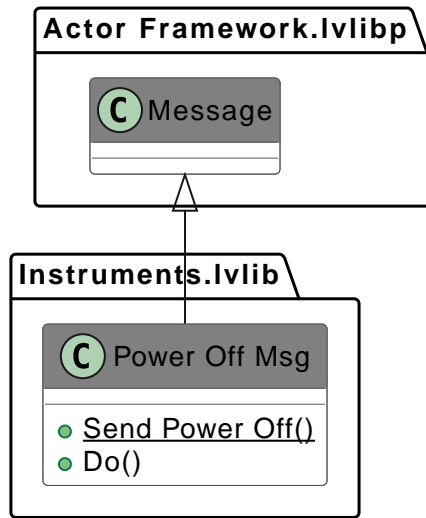 Actor Framework.lvlibp
C Message
Instruments.lvlib
C Power Off Msg
Send Power Off()
Do()